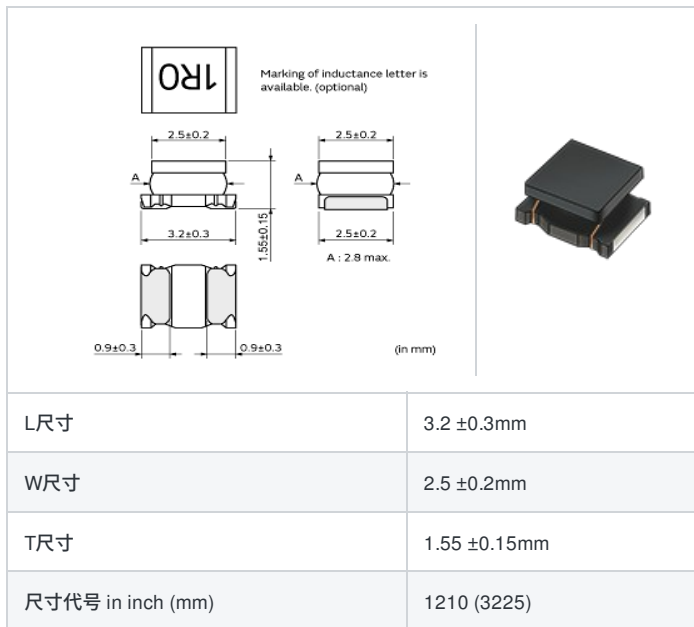 1R0
Marking of inductance letter is
available. (optional)
2.5±0.2
2.5±0.2
A
A
3.2±0.3
1.55±0.15
2.5±0.2
A : 2.8 max.
0.9±0.3
0.9±0.3
(in mm)
L尺寸
3.2 ±0.3mm
W尺寸
2.5 ±0.2mm
T尺寸
1.55 ±0.15mm
尺寸代号 in inch (mm)
1210 (3225)